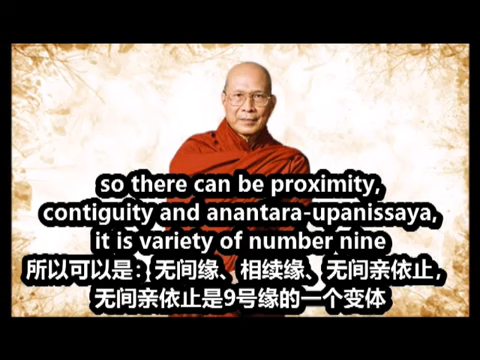 so there can be proximity,
contiguity and anantara-upanissaya,
it is variety of number nine
所以可以是：无间缘、相续缘、无间亲依止，
无间亲依止是9号缘的一个变体